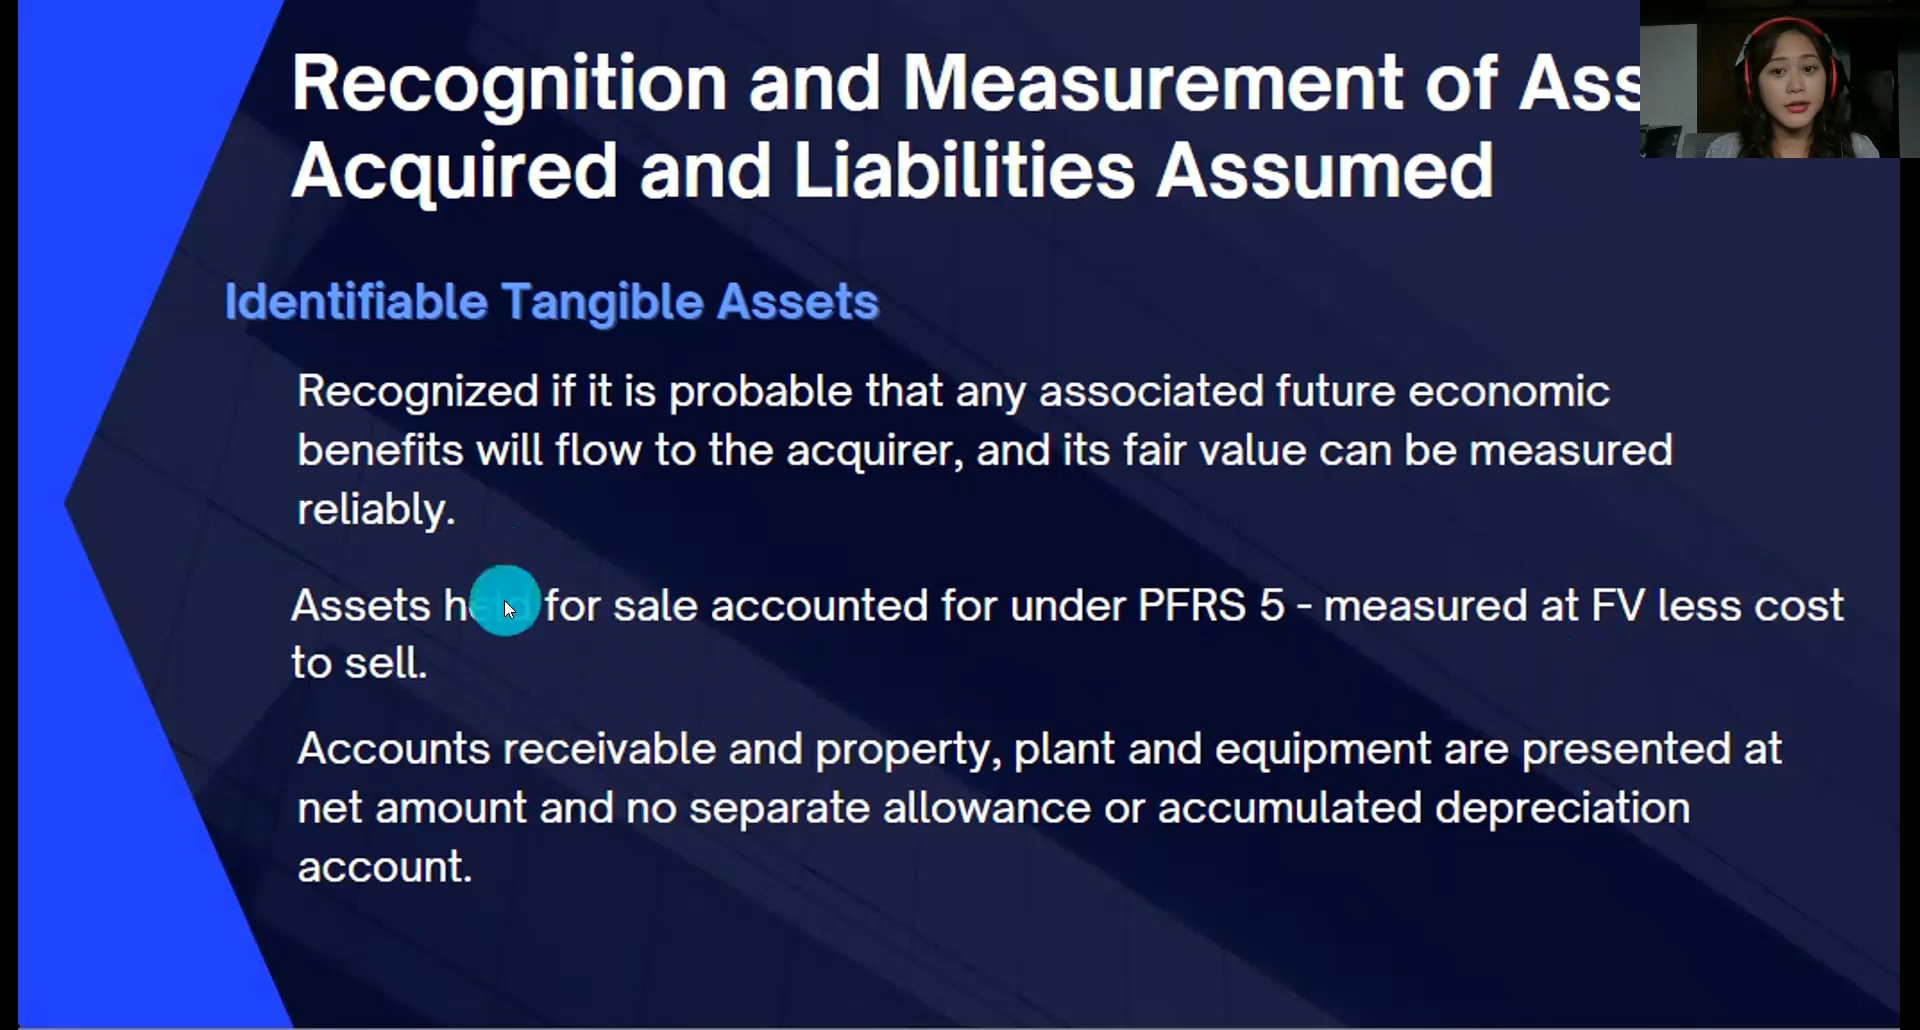 Recognition and Measurement of Ass
Acquired and Liabilities Assumed
Identifiable Tangible Assets
Recognized if it is probable that any associated future economic
benefits will flow to the acquirer, and its fair value can be measured
reliably.
Assets held for sale accounted for under PFRS 5 - measured at FV less cost
to sell.
Accounts receivable and property, plant and equipment are presented at
net amount and no separate allowance or accumulated depreciation
account.